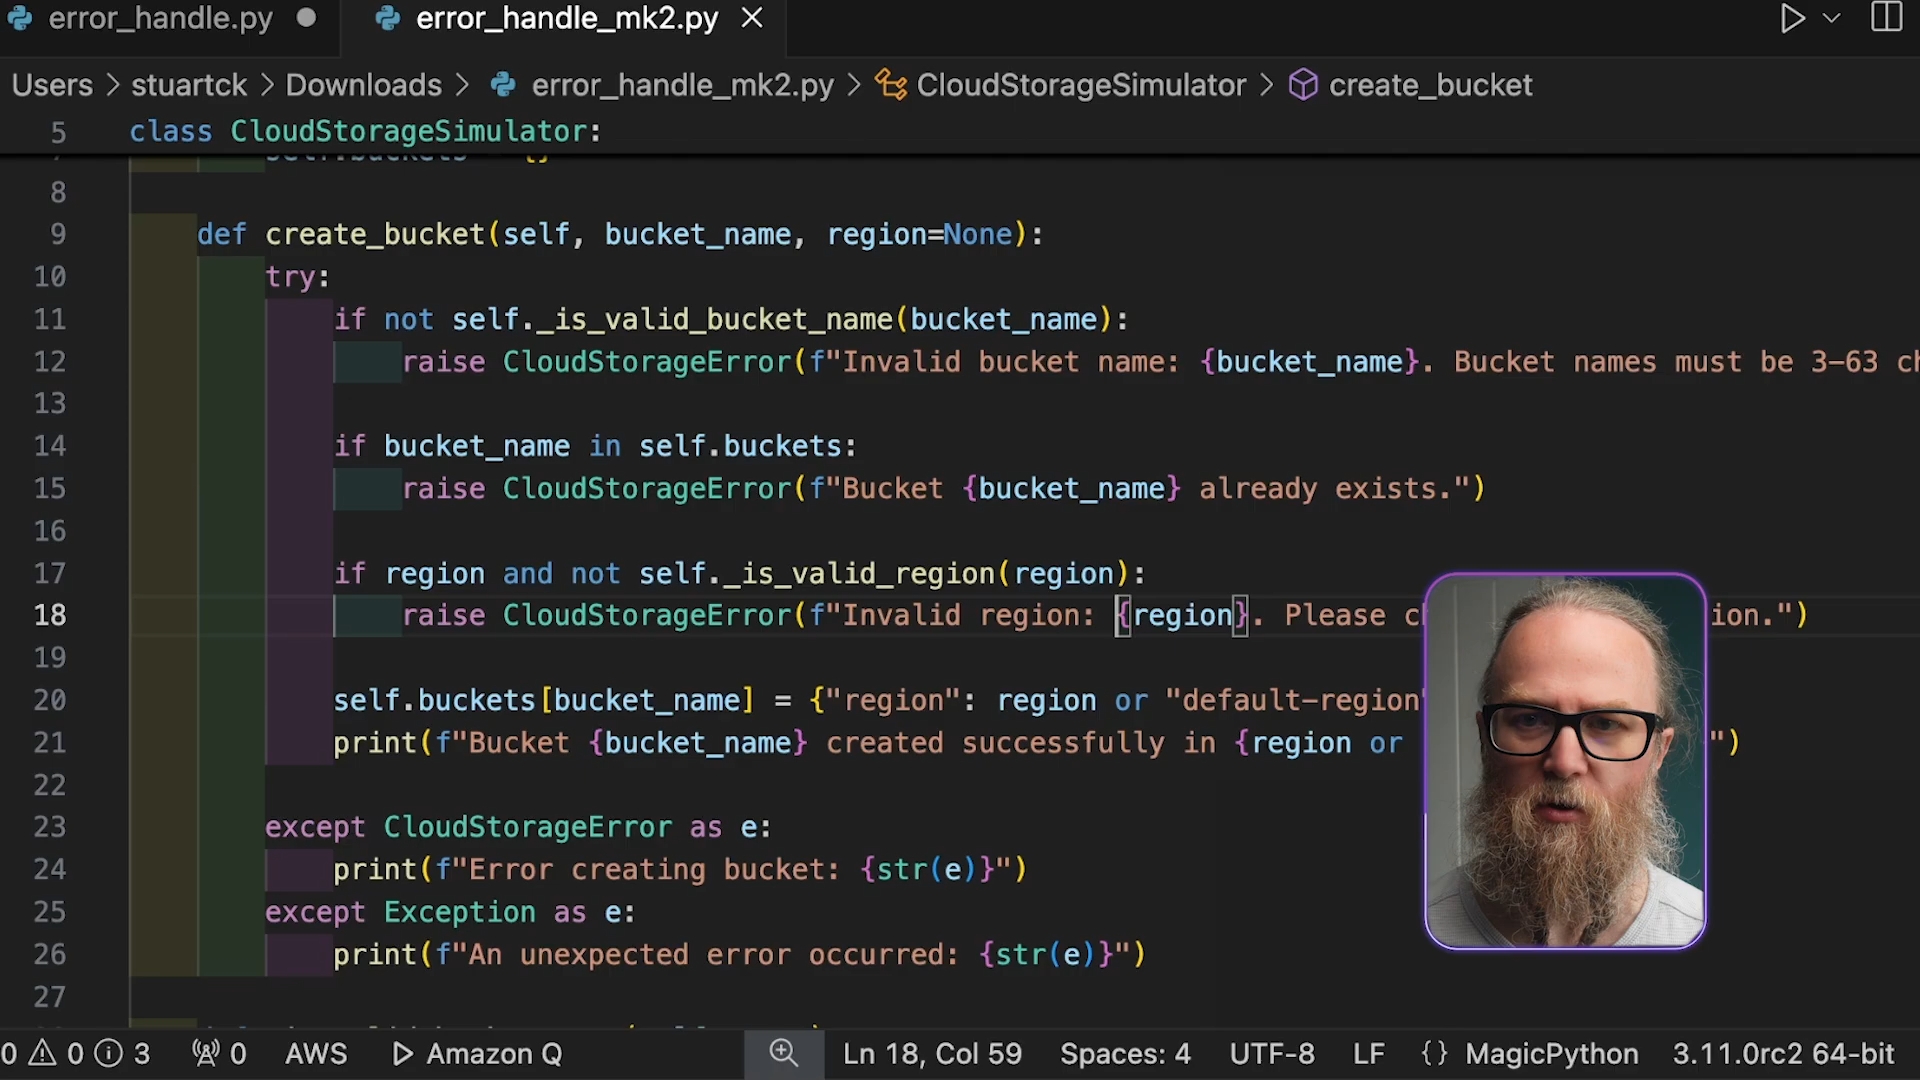 error_handle.py
error_handle_mk2.py
Users > stuartck > Downloads > error_handle_mk2.py > CloudStorageSimulator > create_bucket
5 class CloudStorageSimulator:
self.buckets = {}
8
9 def create_bucket(self, bucket_name, region=None):
10 try:
11 if not self._is_valid_bucket_name(bucket_name):
12 raise CloudStorageError(f"Invalid bucket name: {bucket_name}. Bucket names must be 3-63 ch
13
14 if bucket_name in self.buckets:
15 raise CloudStorageError(f"Bucket {bucket_name} already exists.")
16
17 if region and not self._is_valid_region(region):
18 raise CloudStorageError(f"Invalid region: {region}. Please ch ion.")
19
20 self.buckets[bucket_name] = {"region": region or "default-region"
21 print(f"Bucket {bucket_name} created successfully in {region or ")
22
23 except CloudStorageError as e:
24 print(f"Error creating bucket: {str(e)}")
25 except Exception as e:
26 print(f"An unexpected error occurred: {str(e)}")
27
0 0 3 0 AWS Amazon Q Ln 18, Col 59 Spaces: 4 UTF-8 LF {} MagicPython 3.11.0rc2 64-bit